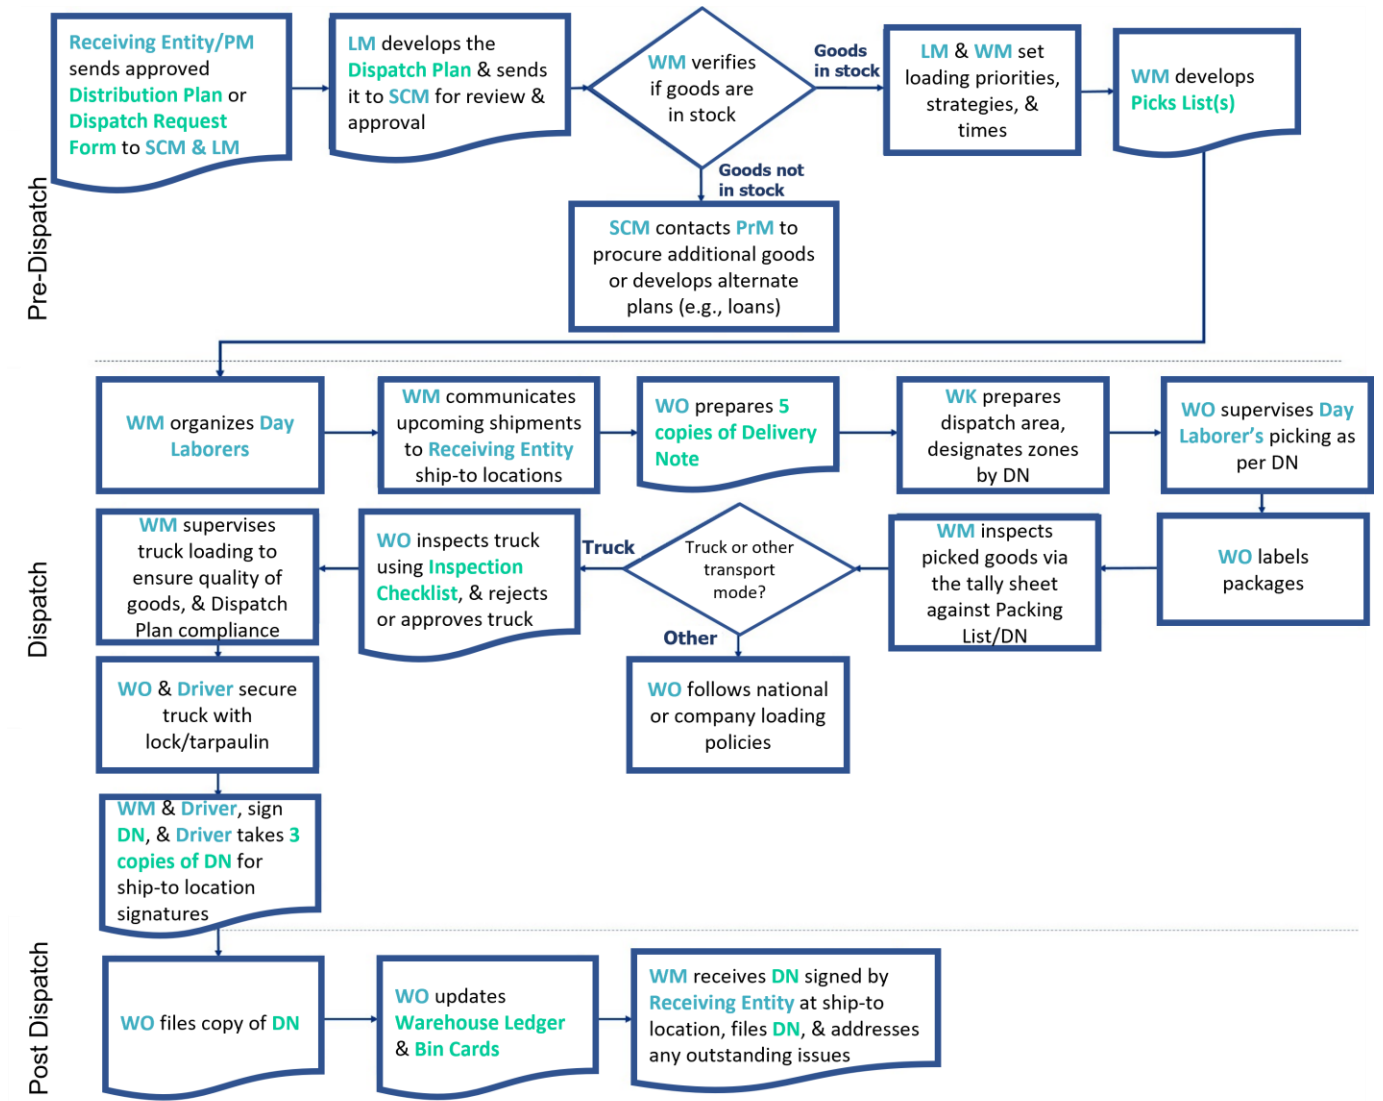 Pre-Dispatch
Receiving Entity/PM
sends approved
Distribution Plan or
Dispatch Request
Form to SCM & LM
LM develops the
Dispatch Plan & sends
it to SCM for review &
approval
WM verifies
if goods are
in stock
Goods
in stock
LM & WM set
loading priorities,
strategies, &
times
WM develops
Picks List(s)
Goods not
in stock
SCM contacts PrM to
procure additional goods
or develops alternate
plans (e.g., loans)
Dispatch
WM organizes Day
Laborers
WM communicates
upcoming shipments
to Receiving Entity
ship-to locations
WO prepares 5
copies of Delivery
Note
WK prepares
dispatch area,
designates zones
by DN
WO supervises Day
Laborer’s picking as
per DN
WO labels
packages
WM inspects
picked goods via
the tally sheet
against Packing
List/DN
Truck or other
transport
mode?
Truck
Other
WO follows national
or company loading
policies
WO inspects truck
using Inspection
Checklist, & rejects
or approves truck
WM supervises
truck loading to
ensure quality of
goods, & Dispatch
Plan compliance
WO & Driver secure
truck with
lock/tarpaulin
WM & Driver, sign
DN, & Driver takes 3
copies of DN for
ship-to location
signatures
Post Dispatch
WO files copy of DN
WO updates
Warehouse Ledger
& Bin Cards
WM receives DN signed by
Receiving Entity at ship-to
location, files DN, & addresses
any outstanding issues